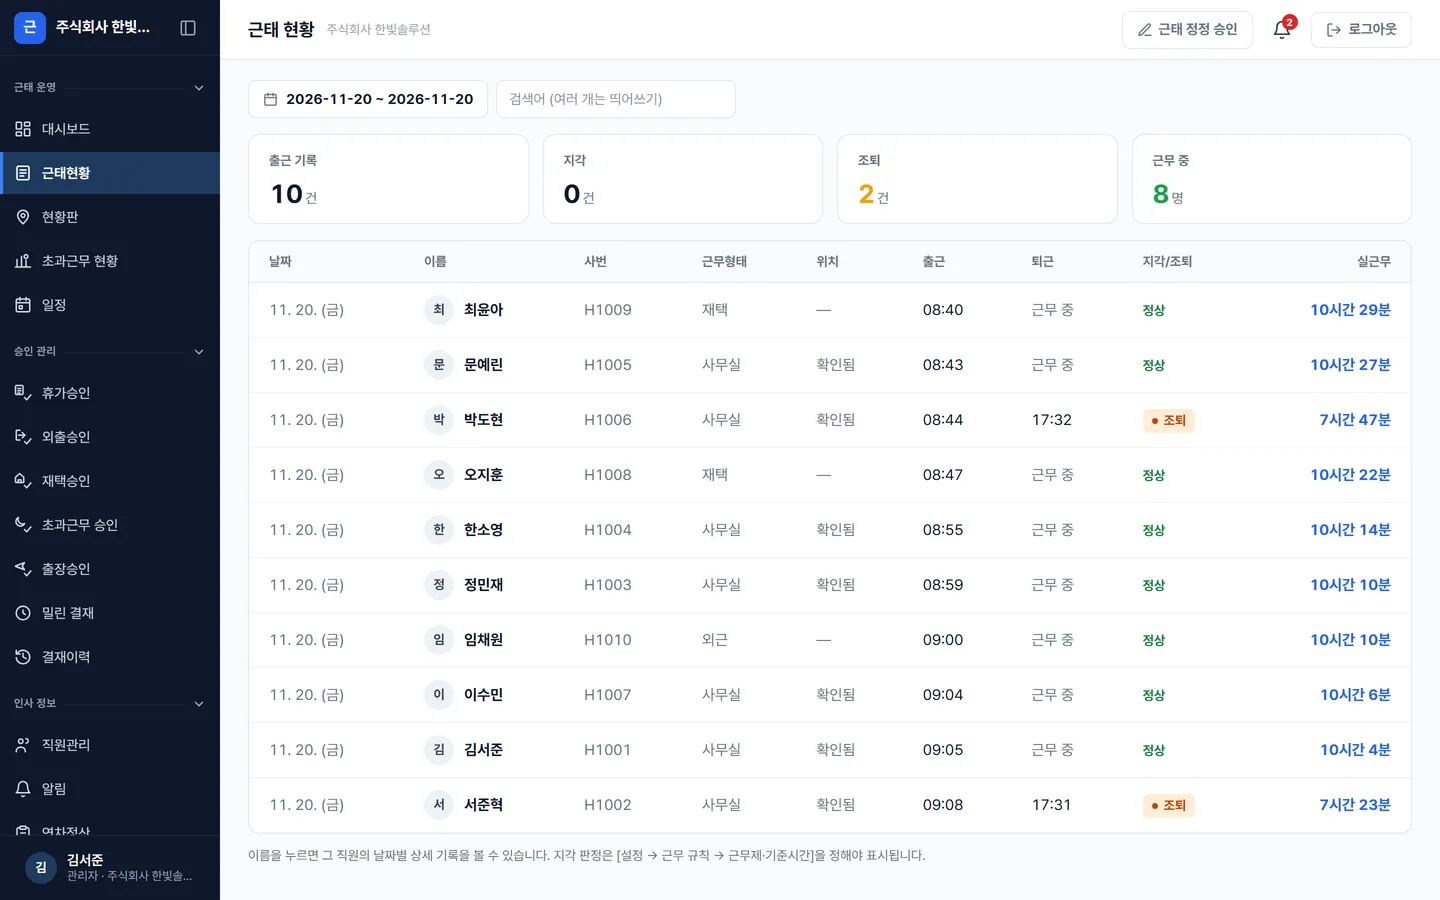 근 주식회사 한빛...
근태 운영
대시보드
근태현황
현황판
초과근무 현황
일정
승인 관리
휴가승인
외출승인
재택승인
초과근무 승인
출장승인
밀린 결재
결재이력
인사 정보
직원관리
알림
연차정산
김 김서준
관리자 · 주식회사 한빛솔...
근태 현황 주식회사 한빛솔루션
근태 정정 승인 2 로그아웃
2026-11-20 ~ 2026-11-20 검색어 (여러 개는 띄어쓰기)
출근 기록 지각 조퇴 근무 중
10 건 0 건 2 건 8 명
날짜 이름 사번 근무형태 위치 출근 퇴근 지각/조퇴 실근무
11. 20. (금) 최 최윤아 H1009 재택 — 08:40 근무 중 정상 10시간 29분
11. 20. (금) 문 문예린 H1005 사무실 확인됨 08:43 근무 중 정상 10시간 27분
11. 20. (금) 박 박도현 H1006 사무실 확인됨 08:44 17:32 • 조퇴 7시간 47분
11. 20. (금) 오 오지훈 H1008 재택 — 08:47 근무 중 정상 10시간 22분
11. 20. (금) 한 한소영 H1004 사무실 확인됨 08:55 근무 중 정상 10시간 14분
11. 20. (금) 정 정민재 H1003 사무실 확인됨 08:59 근무 중 정상 10시간 10분
11. 20. (금) 임 임채원 H1010 외근 — 09:00 근무 중 정상 10시간 10분
11. 20. (금) 이 이수민 H1007 사무실 확인됨 09:04 근무 중 정상 10시간 6분
11. 20. (금) 김 김서준 H1001 사무실 확인됨 09:05 근무 중 정상 10시간 4분
11. 20. (금) 서 서준혁 H1002 사무실 확인됨 09:08 17:31 • 조퇴 7시간 23분
이름을 누르면 그 직원의 날짜별 상세 기록을 볼 수 있습니다. 지각 판정은 [설정 → 근무 규칙 → 근무제·기준시간]을 정해야 표시됩니다.